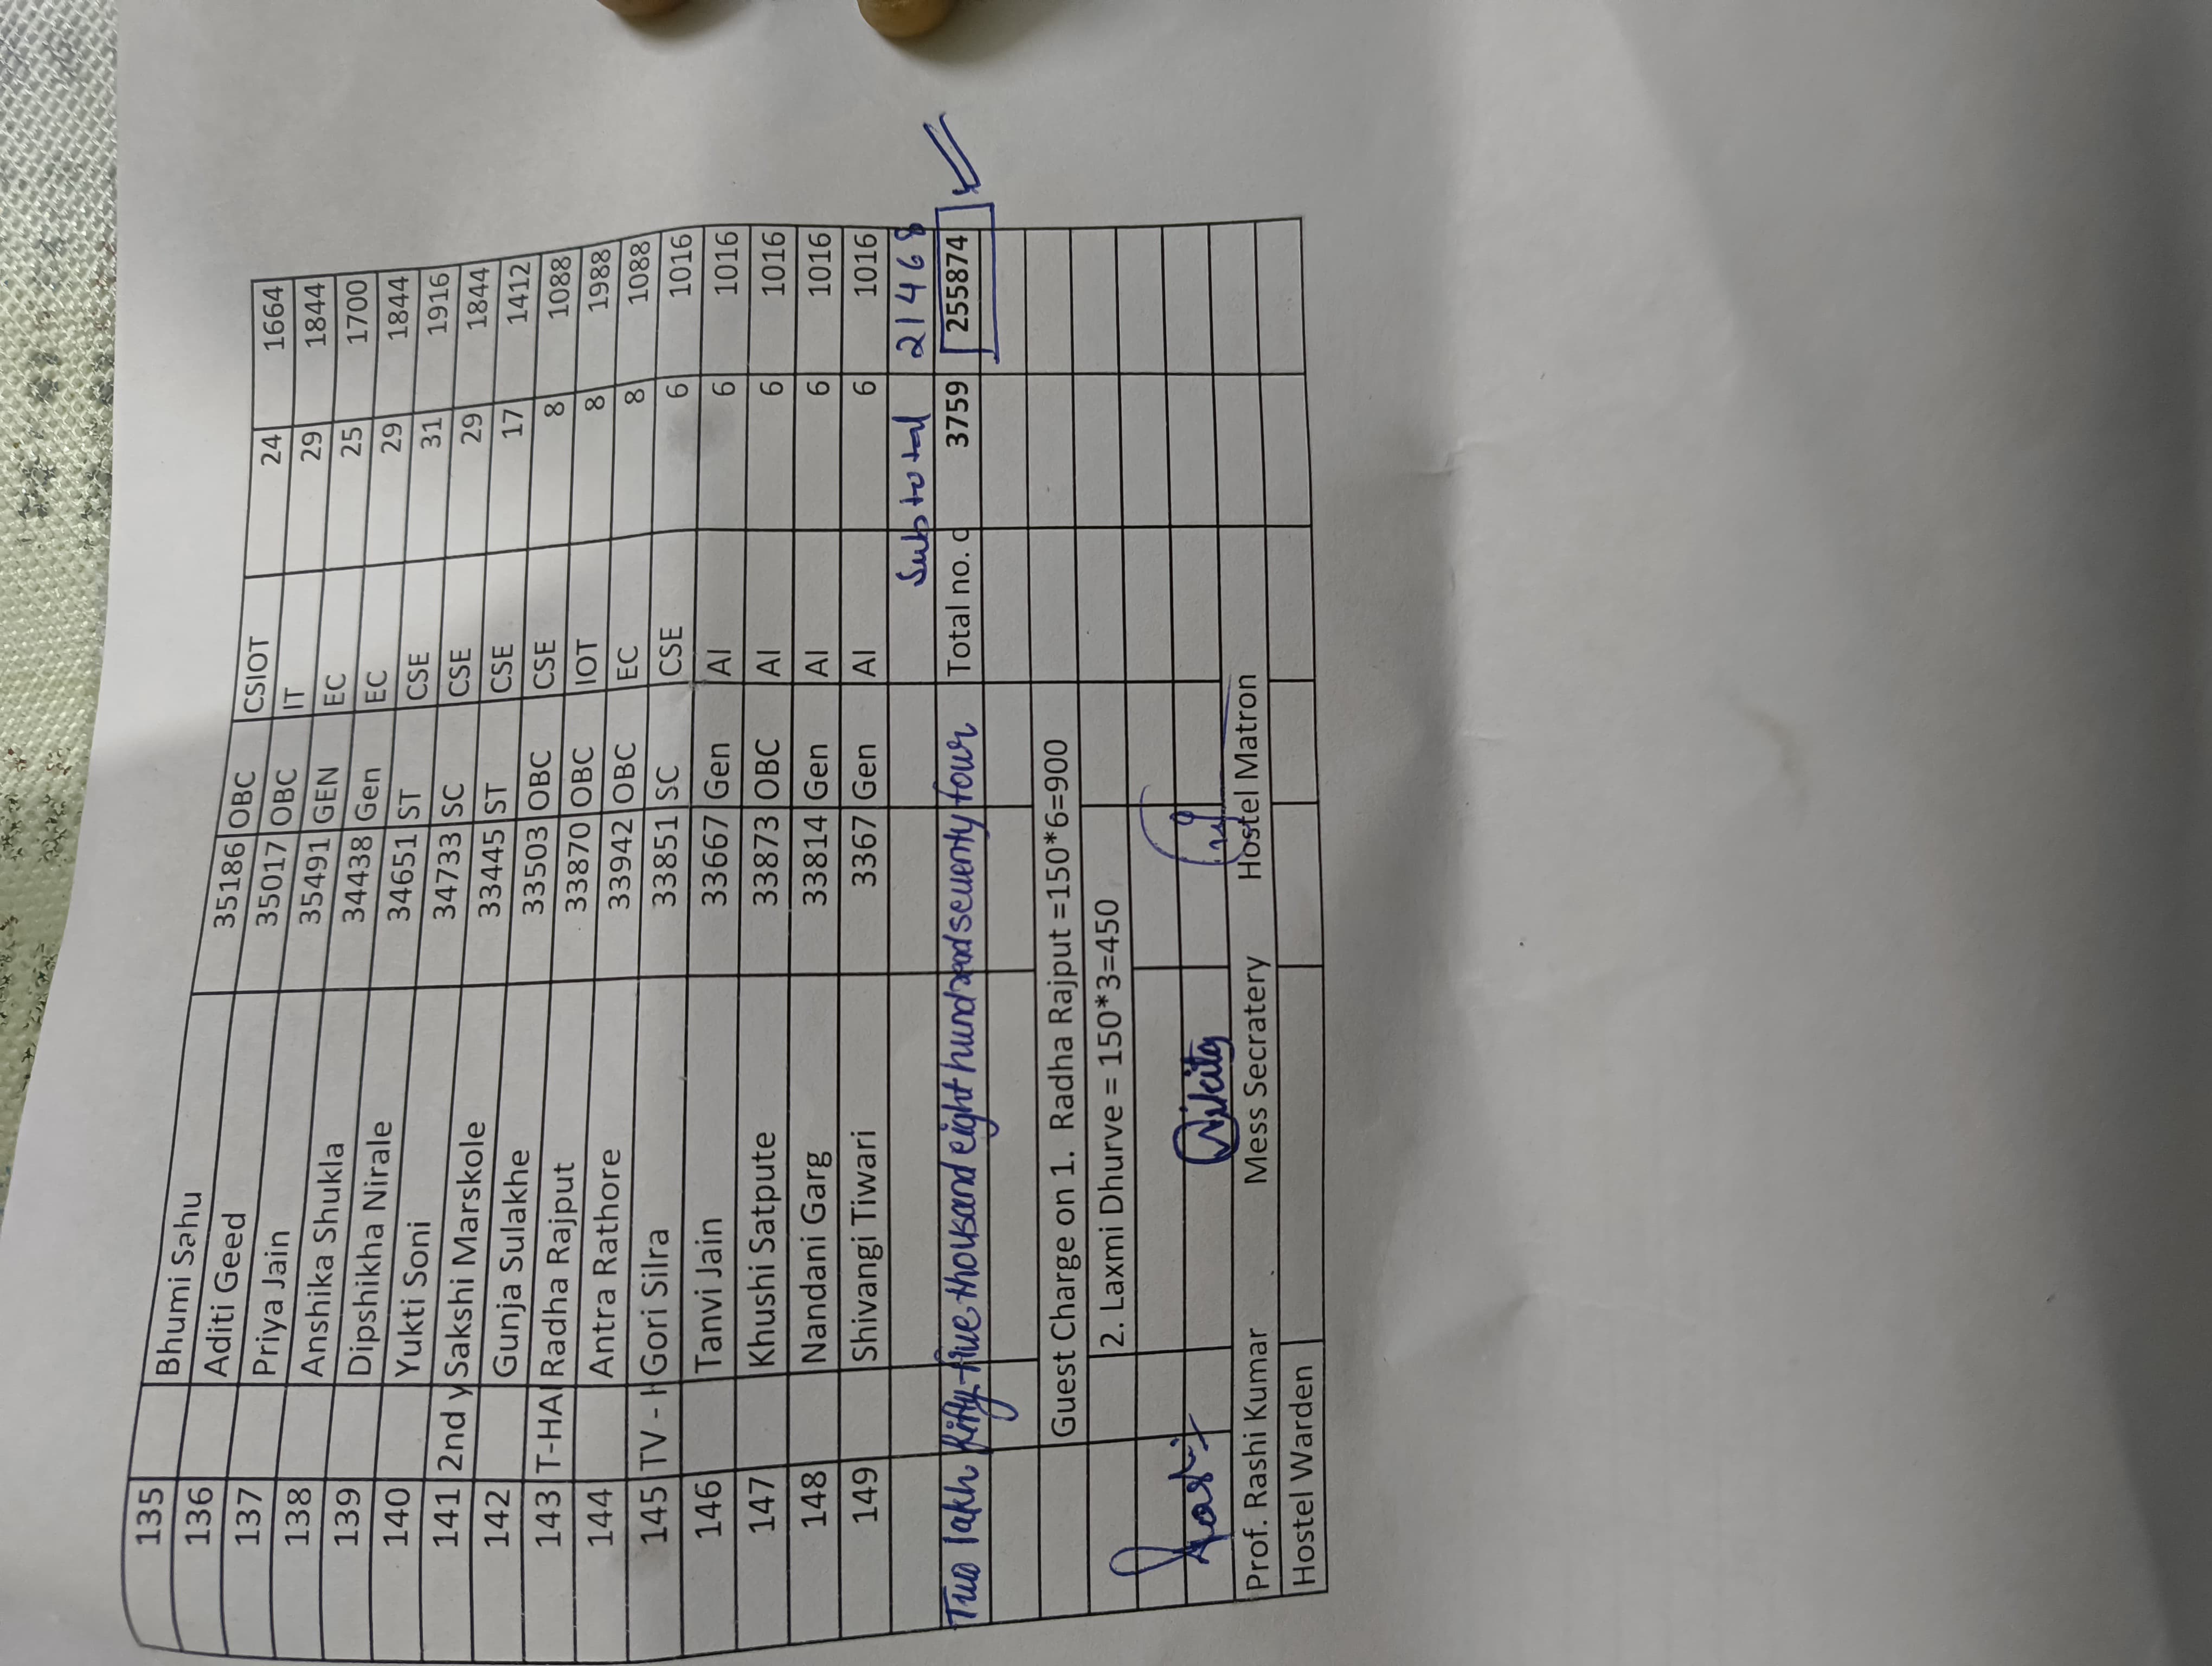 135 Bhumi Sahu 35186 OBC CSIOT 24 1664
136 Aditi Geed 35017 OBC IT 29 1844
137 Priya Jain 35491 GEN EC 25 1700
138 Anshika Shukla 34438 Gen EC 29 1844
139 Dipshikha Nirale 34651 ST CSE 31 1916
140 Yukti Soni 34733 SC CSE 29 1844
141 2nd y Sakshi Marskole 33445 ST CSE 17 1412
142 Gunja Sulakhe 33503 OBC CSE 8 1088
143 T-HA Radha Rajput 33870 OBC IOT 8 1988
144 Antra Rathore 33942 OBC EC 8 1088
145 TV - H Gori Silra 33851 SC CSE 6 1016
146 Tanvi Jain 33667 Gen AI 6 1016
147 Khushi Satpute 33873 OBC AI 6 1016
148 Nandani Garg 33814 Gen AI 6 1016
149 Shivangi Tiwari 3367 Gen AI 6 1016
Subtotal 21468
Two lakh fifty-five thousand eight hundred seventy four Total no. o 3759 255874
Guest Charge on 1. Radha Rajput =150*6=900
2. Laxmi Dhurve = 150*3=450
Rashi Nikita
Prof. Rashi Kumar Mess Secratery Hostel Matron
Hostel Warden